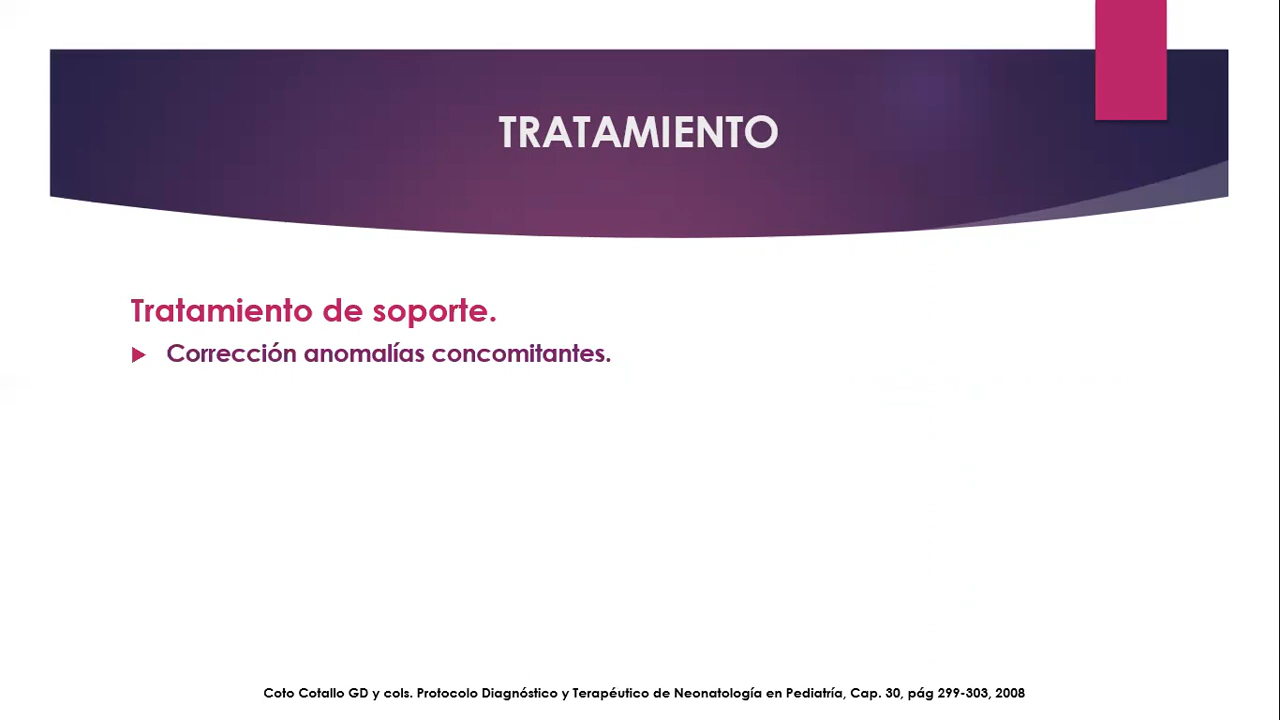 TRATAMIENTO
Tratamiento de soporte.
Corrección anomalías concomitantes.
Coto Cotallo GD y cols. Protocolo Diagnóstico y Terapéutico de Neonatología en Pediatría, Cap. 30, pág 299-303, 2008